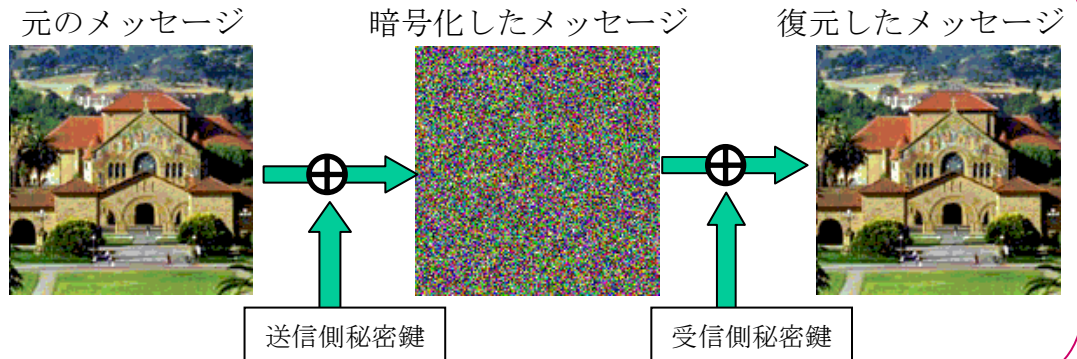 元のメッセージ
暗号化したメッセージ
復元したメッセージ
送信側秘密鍵
受信側秘密鍵